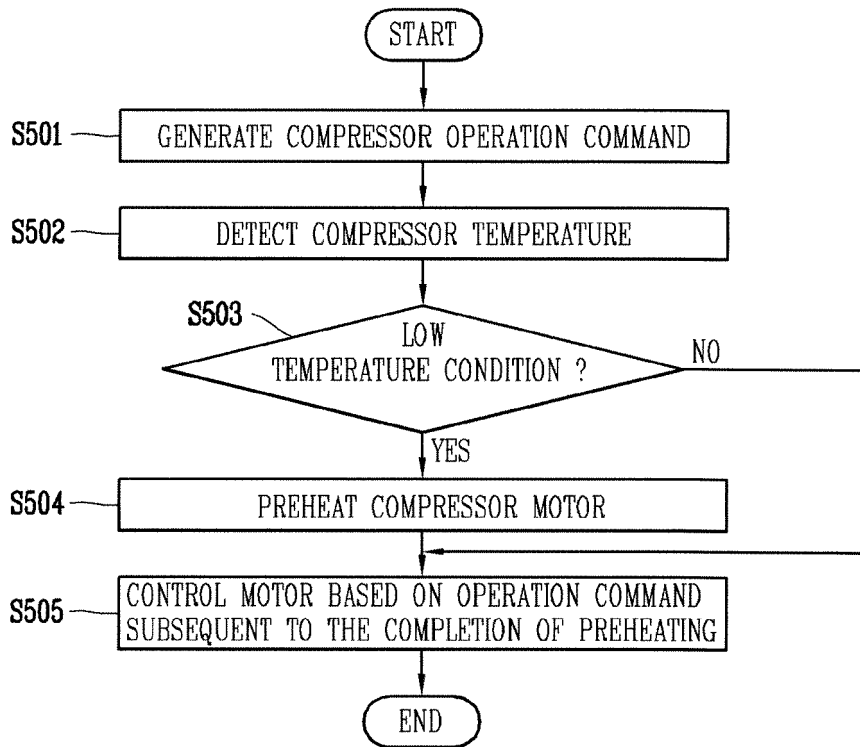 START
S501
GENERATE COMPRESSOR OPERATION COMMAND
S502
DETECT COMPRESSOR TEMPERATURE
S503
LOW
TEMPERATURE CONDITION ?
NO
YES
S504
PREHEAT COMPRESSOR MOTOR
S505
CONTROL MOTOR BASED ON OPERATION COMMAND
SUBSEQUENT TO THE COMPLETION OF PREHEATING
END